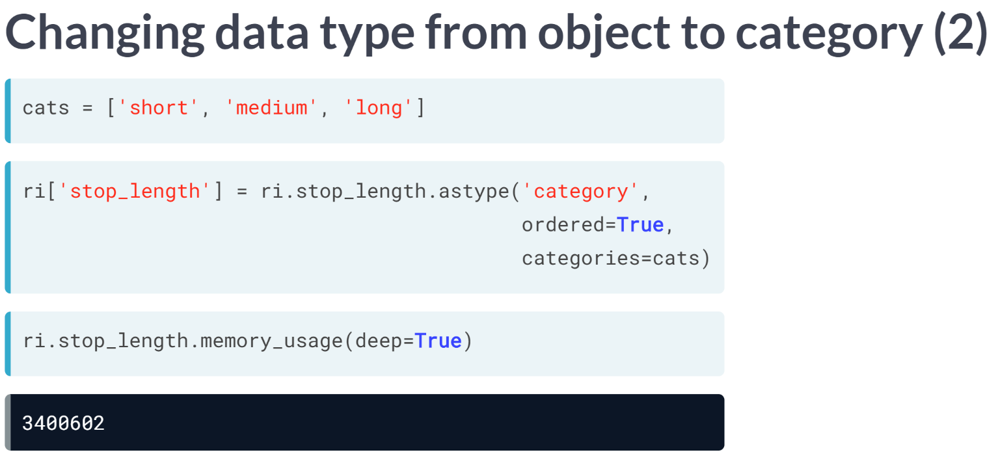 Changing data type from object to category (2)
cats = ['short', 'medium', 'long']
ri['stop_length'] = ri.stop_length.astype('category',
ordered=True,
categories=cats)
ri.stop_length.memory_usage(deep=True)
3400602